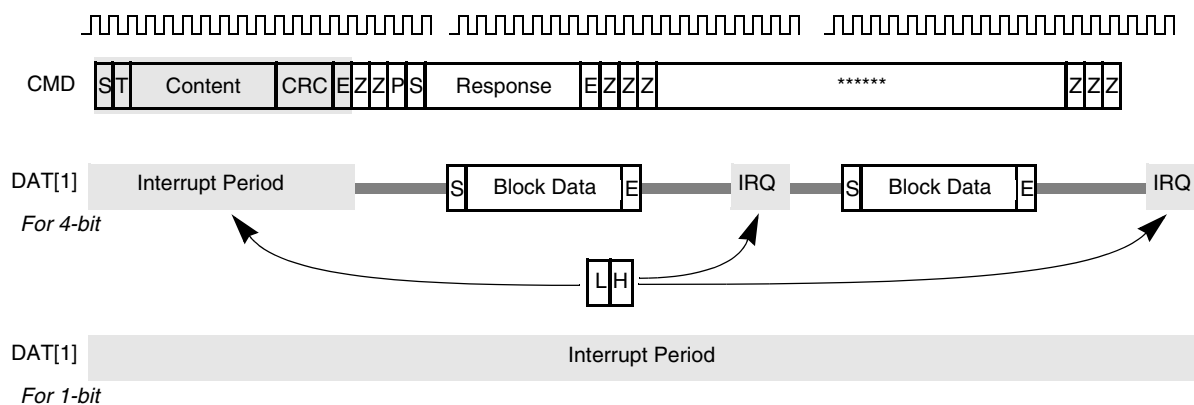 CMD S T Content CRC E Z Z P S Response E Z Z Z ****** Z Z Z
DAT[1] Interrupt Period S Block Data E IRQ S Block Data E IRQ
For 4-bit
L H
DAT[1] Interrupt Period
For 1-bit